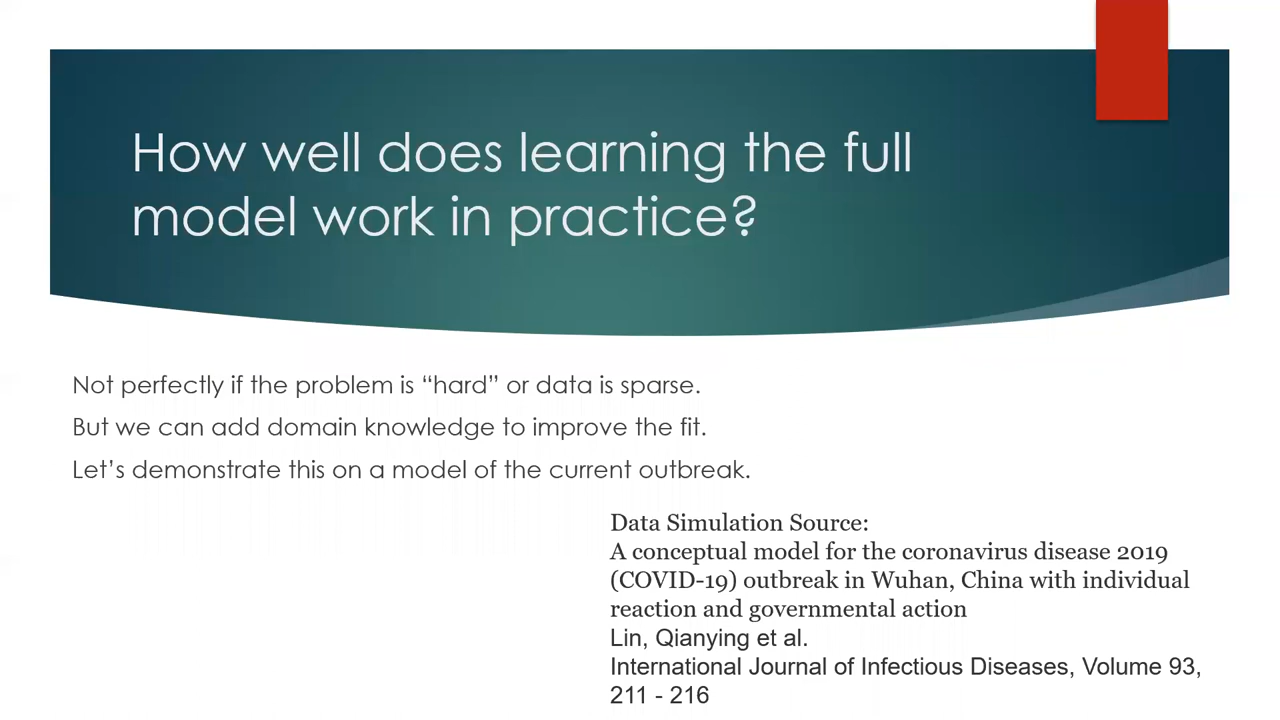 How well does learning the full
model work in practice?
Not perfectly if the problem is “hard” or data is sparse.
But we can add domain knowledge to improve the fit.
Let’s demonstrate this on a model of the current outbreak.
Data Simulation Source:
A conceptual model for the coronavirus disease 2019
(COVID-19) outbreak in Wuhan, China with individual
reaction and governmental action
Lin, Qianying et al.
International Journal of Infectious Diseases, Volume 93,
211 - 216